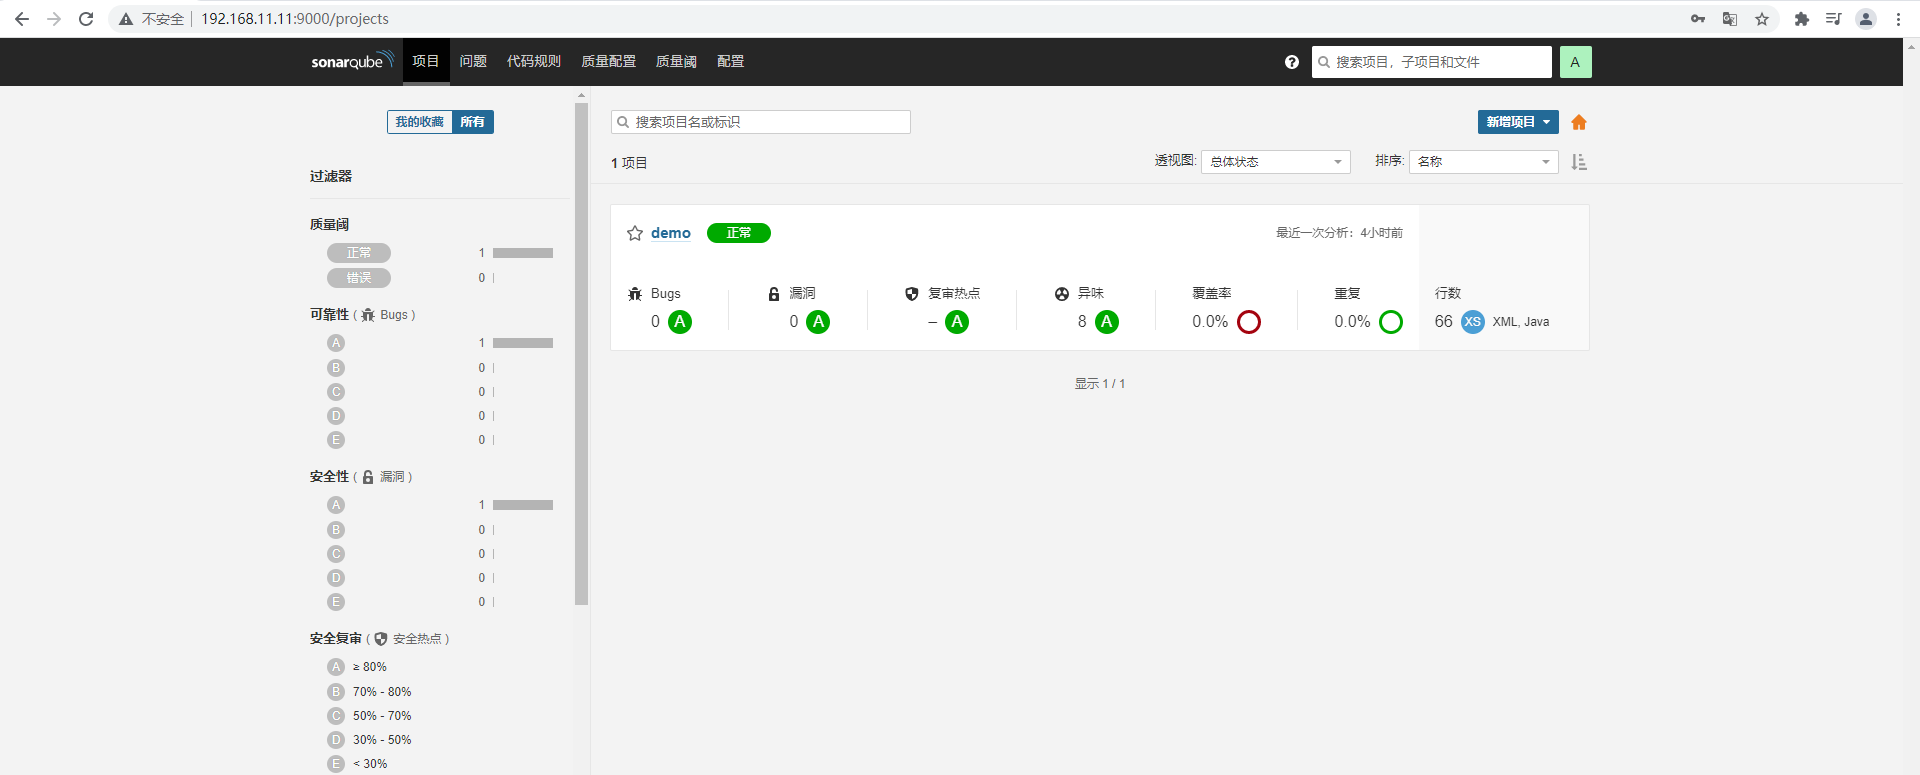 不安全 192.168.11.11:9000/projects
sonarqube 项目 问题 代码规则 质量配置 质量阈 配置 搜索项目，子项目和文件 A
我的收藏 所有
搜索项目名或标识
新增项目
1 项目
透视图: 总体状态
排序: 名称
过滤器
质量阈
正常 1
错误 0
可靠性 ( Bugs )
A 1
B 0
C 0
D 0
E 0
安全性 ( 漏洞 )
A 1
B 0
C 0
D 0
E 0
安全复审 ( 安全热点 )
A ≥ 80%
B 70% - 80%
C 50% - 70%
D 30% - 50%
E < 30%
demo 正常
最近一次分析：4小时前
Bugs 漏洞 复审热点 异味 覆盖率 重复 行数
0 A 0 A – A 8 A 0.0% 0.0% 66 XS XML, Java
显示 1 / 1